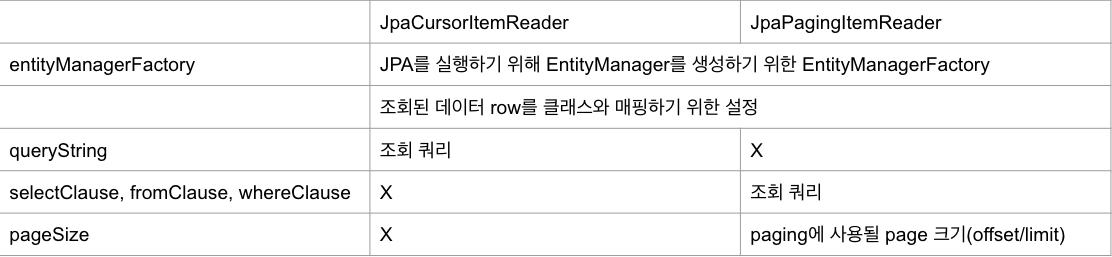 JpaCursorItemReader JpaPagingItemReader
entityManagerFactory JPA를 실행하기 위해 EntityManager를 생성하기 위한 EntityManagerFactory
조회된 데이터 row를 클래스와 매핑하기 위한 설정
queryString 조회 쿼리 X
selectClause, fromClause, whereClause X 조회 쿼리
pageSize X paging에 사용될 page 크기(offset/limit)